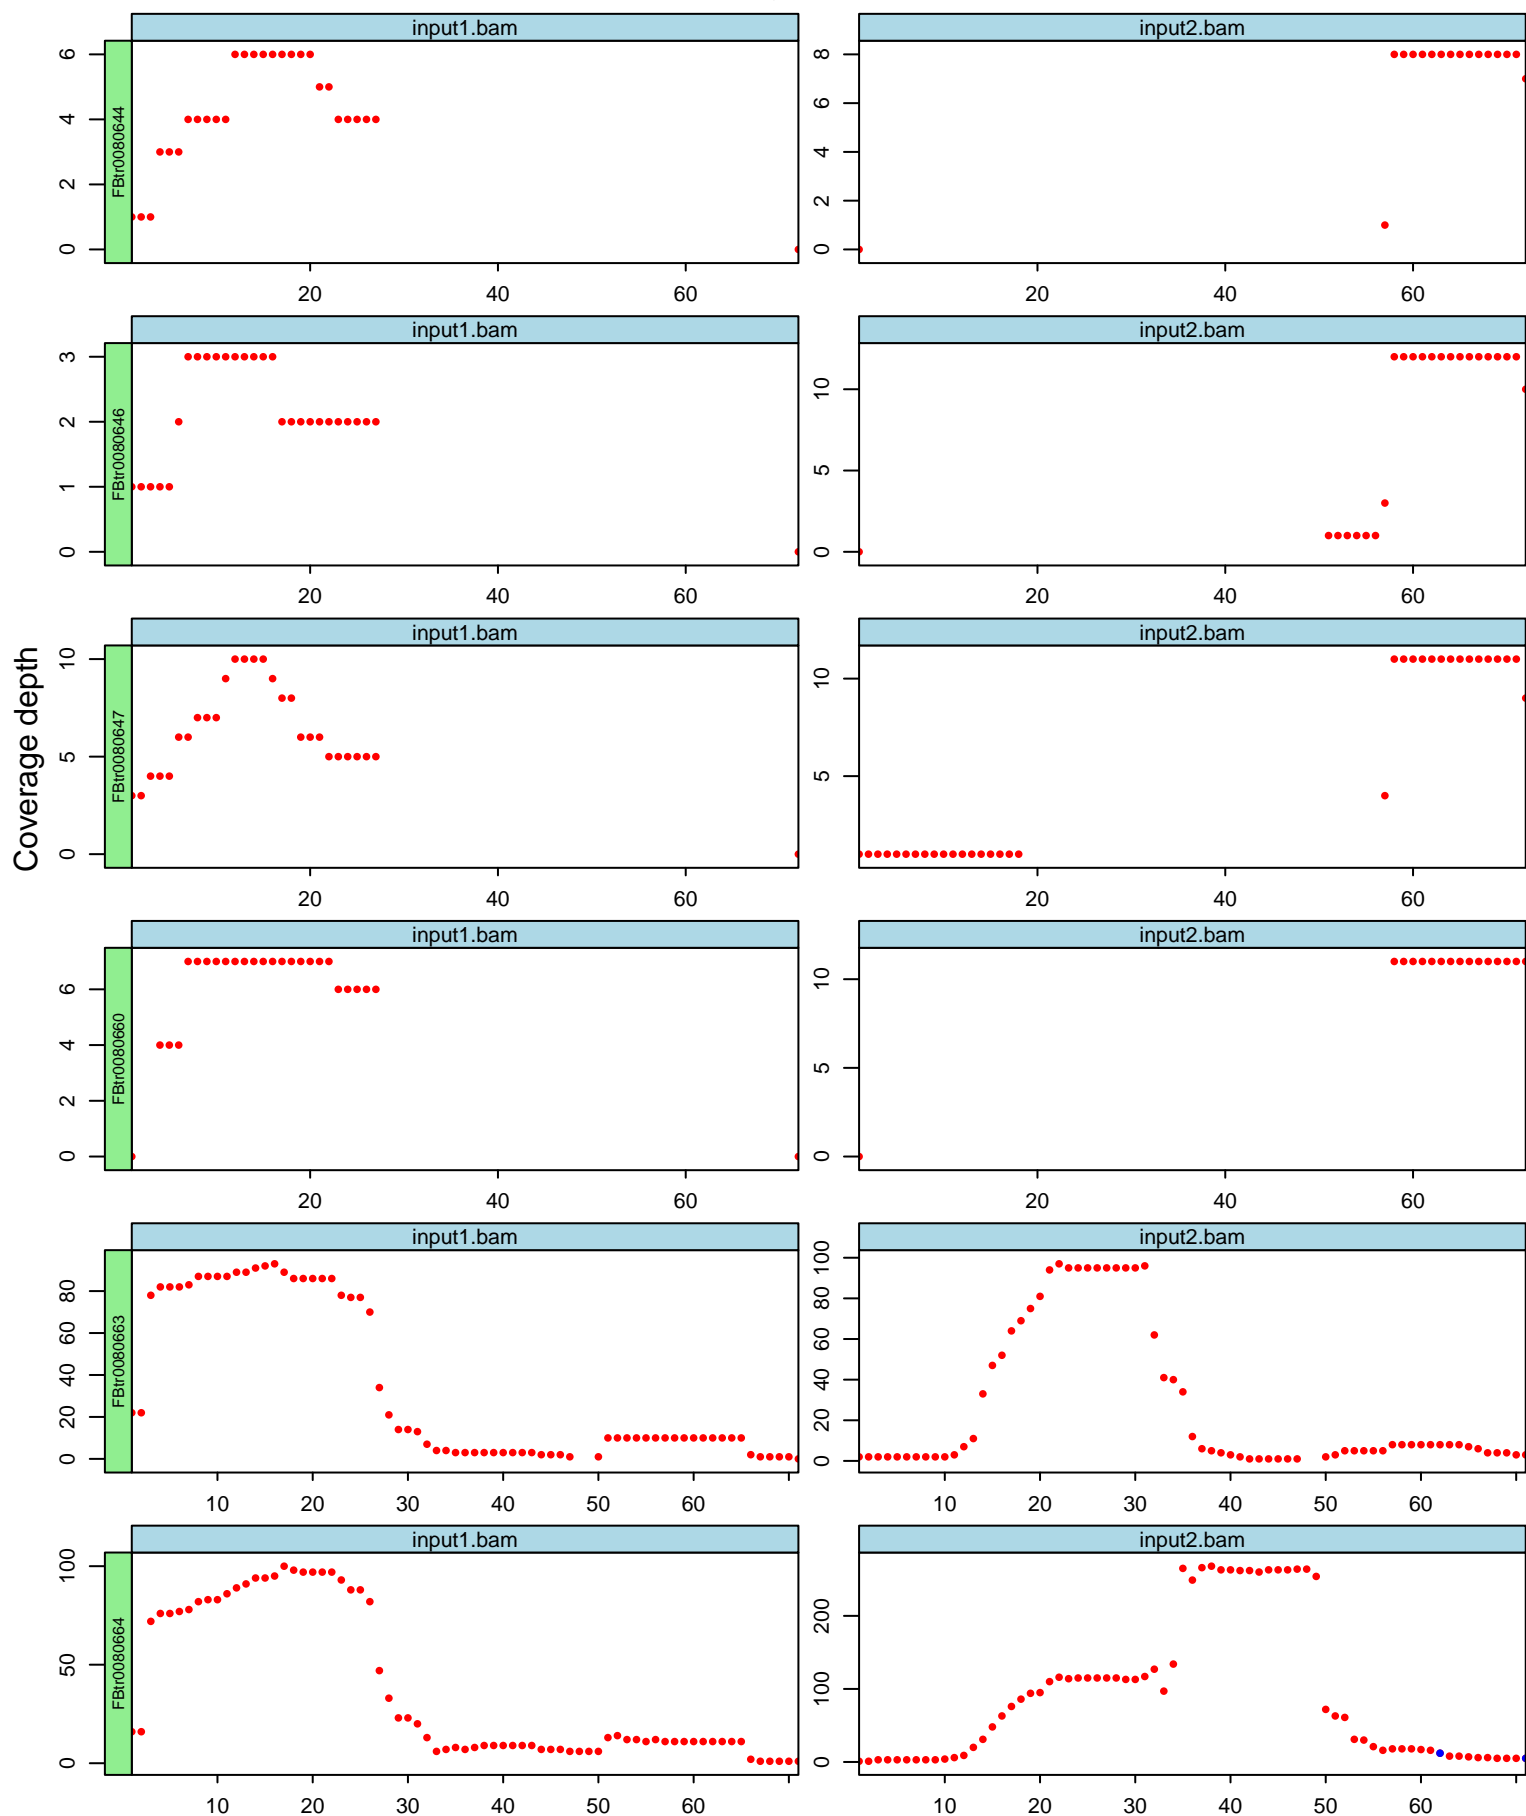 Coverage depth
input1.bam
input2.bam
FBtr0080644
0 2 4 6
20 40 60
0 2 4 6 8
20 40 60
input1.bam
input2.bam
FBtr0080646
0 1 2 3
20 40 60
0 5 10
20 40 60
input1.bam
input2.bam
FBtr0080647
0 5 10
20 40 60
5 10
20 40 60
input1.bam
input2.bam
FBtr0080660
0 2 4 6
20 40 60
0 5 10
20 40 60
input1.bam
input2.bam
FBtr0080663
0 20 40 60 80
10 20 30 40 50 60
0 20 40 60 80 100
10 20 30 40 50 60
input1.bam
input2.bam
FBtr0080664
0 50 100
10 20 30 40 50 60
0 100 200
10 20 30 40 50 60